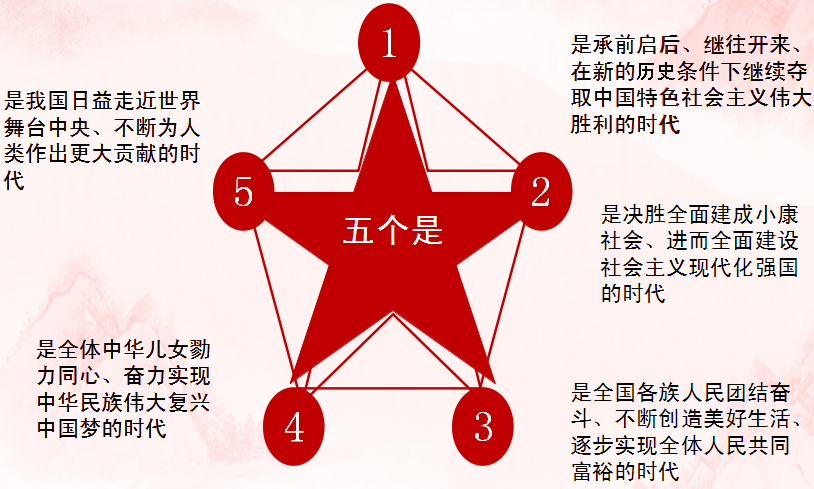 1
是承前启后、继往开来、
在新的历史条件下继续夺
取中国特色社会主义伟大
胜利的时代
2
是决胜全面建成小康
社会、进而全面建设
社会主义现代化强国
的时代
3
是全国各族人民团结奋
斗、不断创造美好生活、
逐步实现全体人民共同
富裕的时代
4
是全体中华儿女勠
力同心、奋力实现
中华民族伟大复兴
中国梦的时代
5
是我国日益走近世界
舞台中央、不断为人
类作出更大贡献的时
代
五个是